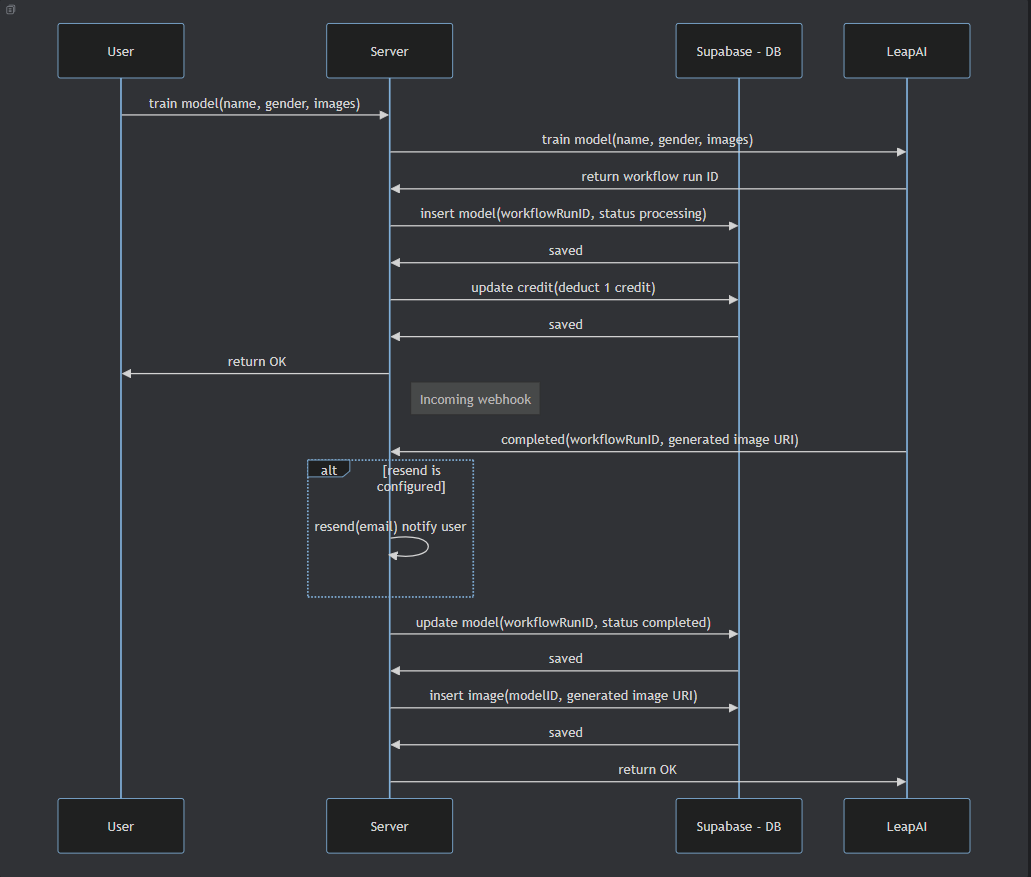 User
Server
Supabase - DB
LeapAI
train model(name, gender, images)
train model(name, gender, images)
return workflow run ID
insert model(workflowRunID, status processing)
saved
update credit(deduct 1 credit)
saved
return OK
Incoming webhook
completed(workflowRunID, generated image URI)
alt
[resend is
configured]
resend(email) notify user
update model(workflowRunID, status completed)
saved
insert image(modelID, generated image URI)
saved
return OK
User
Server
Supabase - DB
LeapAI